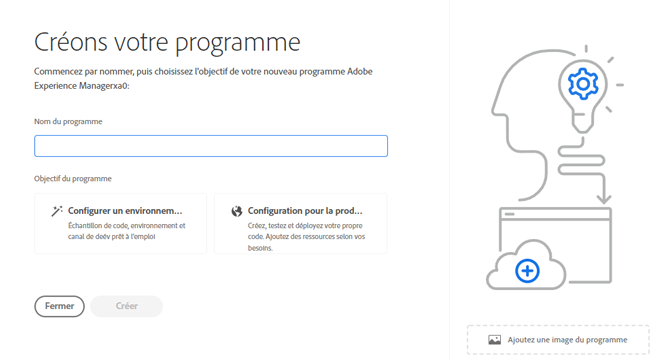 Créons votre programme
Commencez par nommer, puis choisissez l'objectif de votre nouveau programme Adobe
Experience Managerxa0:
Nom du programme
Objectif du programme
Configurer un environnem...
Échantillon de code, environnement et
canal de deév prêt à l'emploi
Configuration pour la prod...
Créez, testez et déployez votre propre
code. Ajoutez des ressources selon vos
besoins.
Fermer
Créer
Ajoutez une image du programme